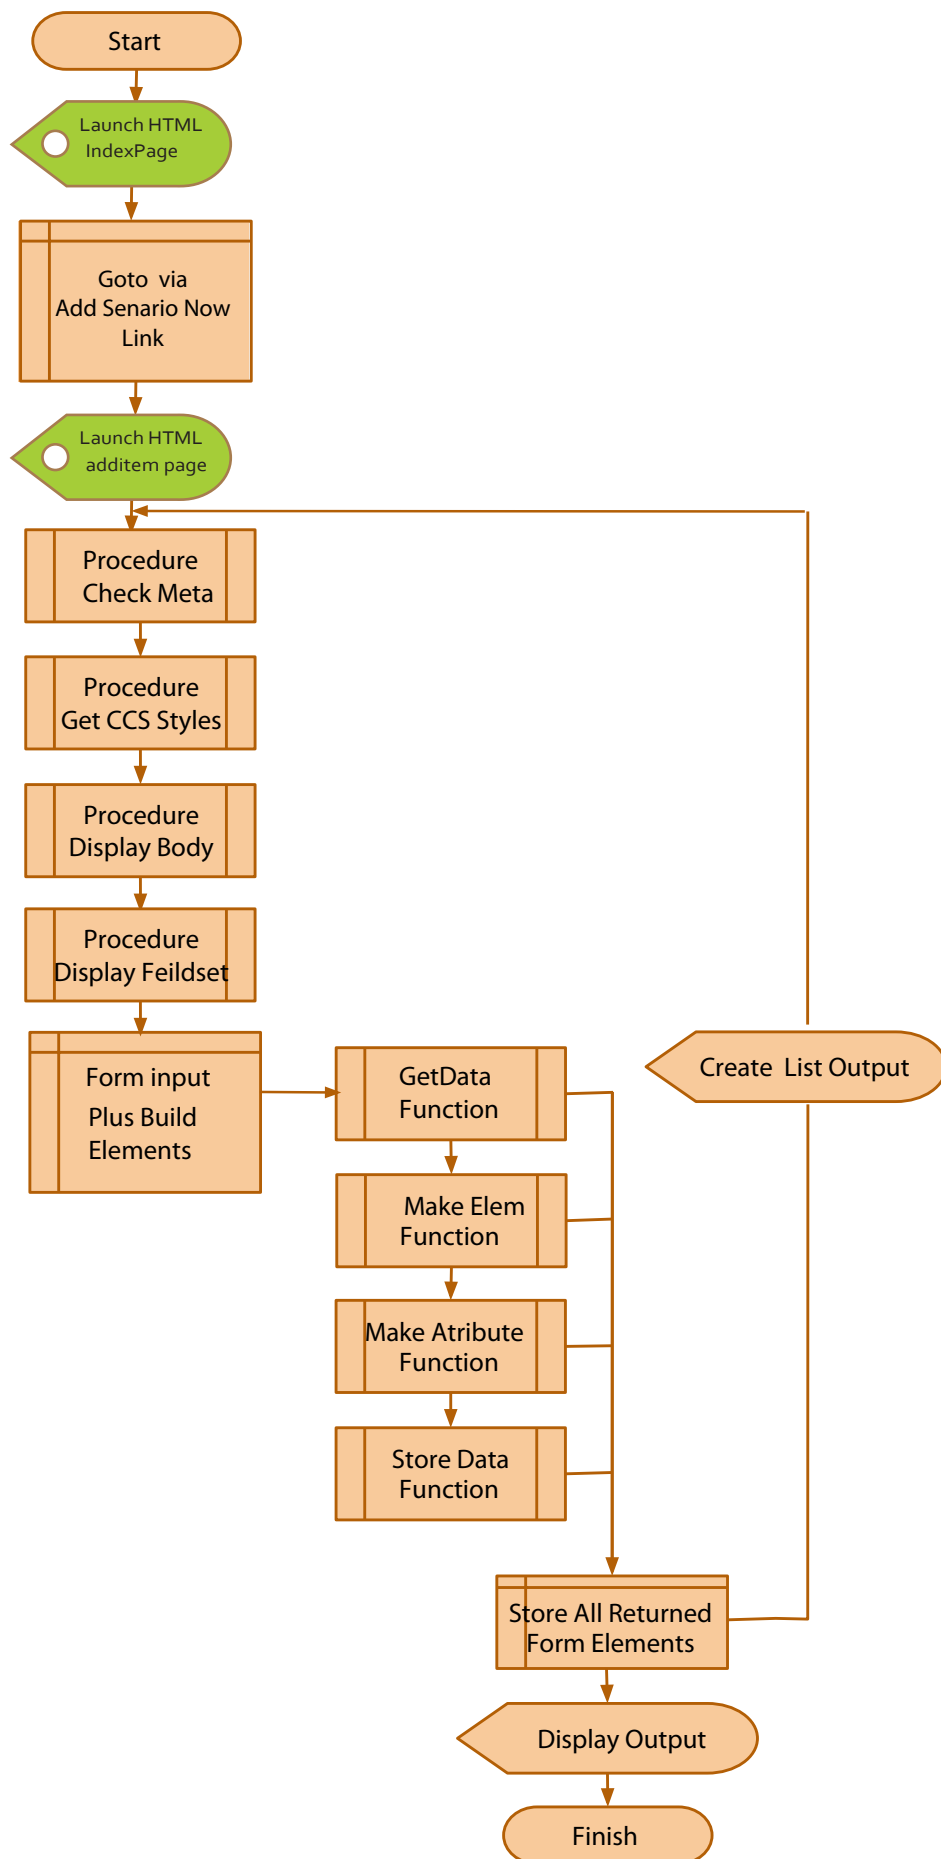 Start
Launch HTML
IndexPage
Goto via
Add Senario Now
Link
Launch HTML
additem page
Procedure
Check Meta
Procedure
Get CCS Styles
Procedure
Display Body
Procedure
Display Feildset
Form input
Plus Build
Elements
GetData
Function
Create List Output
Make Elem
Function
Make Atribute
Function
Store Data
Function
Store All Returned
Form Elements
Display Output
Finish